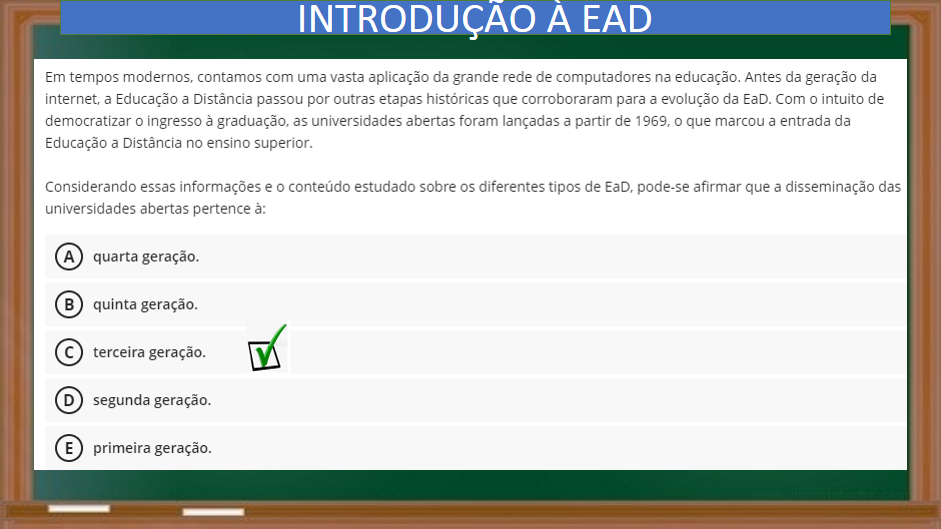 INTRODUÇÃO À EAD
Em tempos modernos, contamos com uma vasta aplicação da grande rede de computadores na educação. Antes da geração da
internet, a Educação a Distância passou por outras etapas históricas que corroboraram para a evolução da EaD. Com o intuito de
democratizar o ingresso à graduação, as universidades abertas foram lançadas a partir de 1969, o que marcou a entrada da
Educação a Distância no ensino superior.
Considerando essas informações e o conteúdo estudado sobre os diferentes tipos de EaD, pode-se afirmar que a disseminação das
universidades abertas pertence à:
A quarta geração.
B quinta geração.
C terceira geração.
D segunda geração.
E primeira geração.